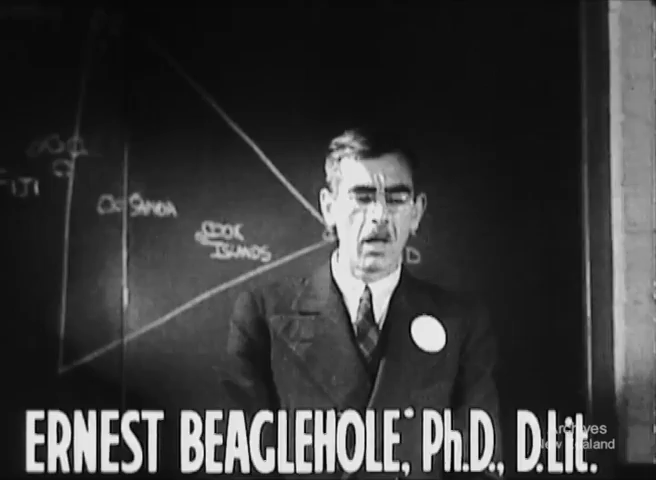 FIJI
SAMOA
COOK
ISLANDS
D
ERNEST BEAGLEHOLE, Ph.D., D.Lit.
Archives
New Zealand